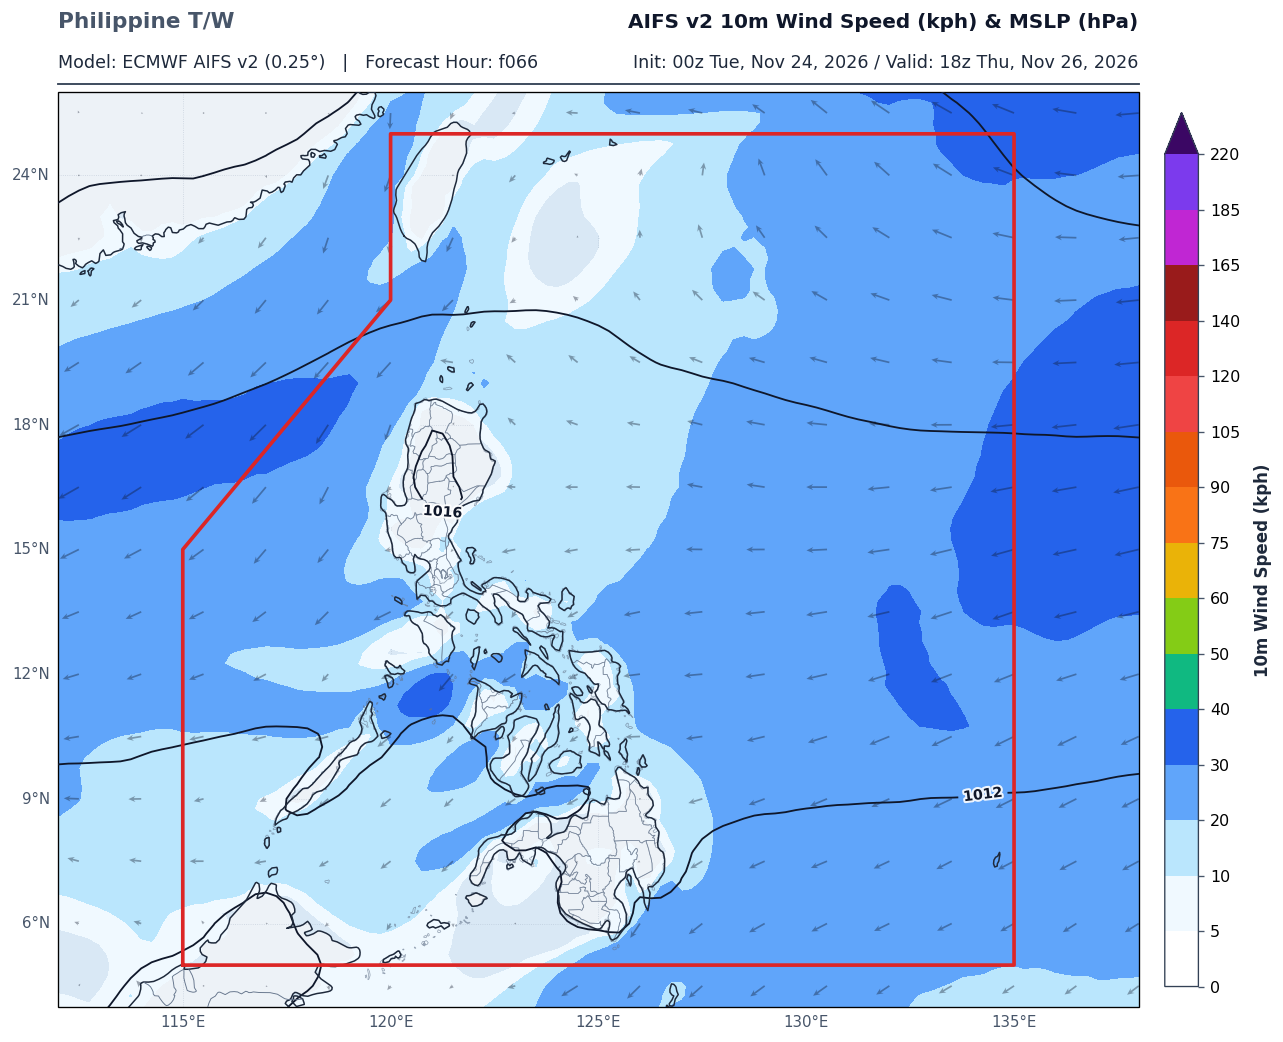 Philippine T/W
AIFS v2 10m Wind Speed (kph) & MSLP (hPa)
Model: ECMWF AIFS v2 (0.25°) | Forecast Hour: f066
Init: 00z Tue, Nov 24, 2026 / Valid: 18z Thu, Nov 26, 2026
24°N
21°N
18°N
15°N
12°N
9°N
6°N
115°E
120°E
125°E
130°E
135°E
1016
1012
220
185
165
140
120
105
90
75
60
50
40
30
20
10
5
0
10m Wind Speed (kph)